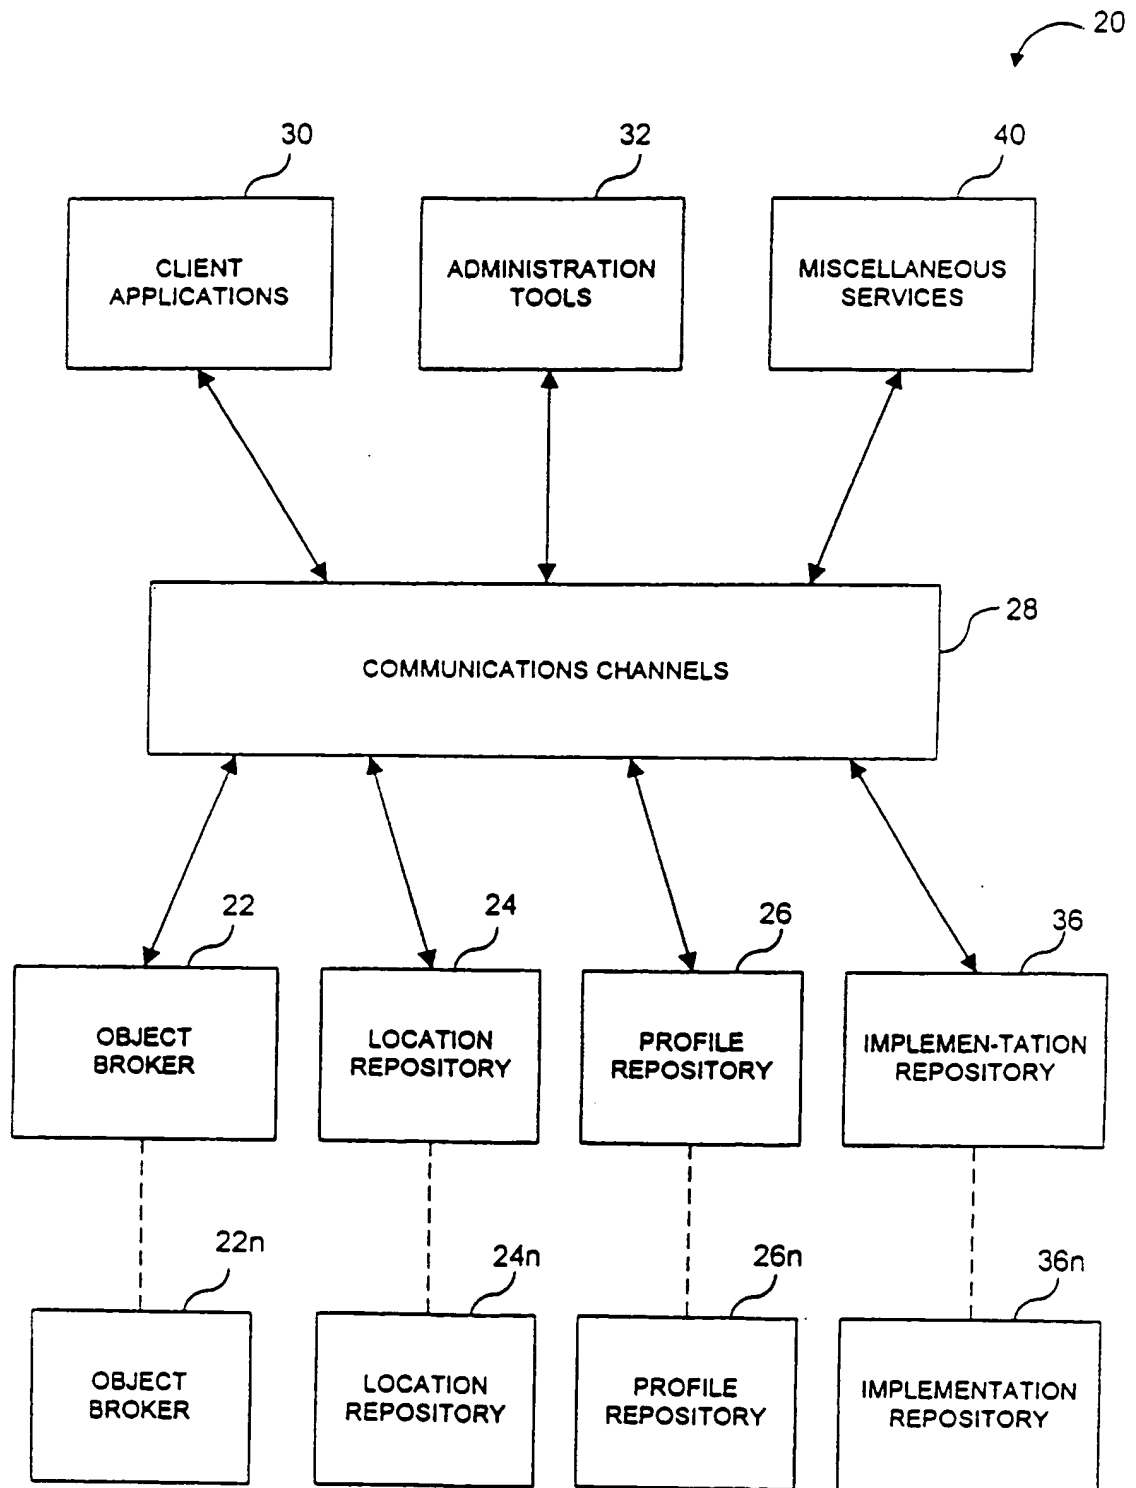 20
30
32
40
CLIENT
APPLICATIONS
ADMINISTRATION
TOOLS
MISCELLANEOUS
SERVICES
28
COMMUNICATIONS CHANNELS
22
24
26
36
OBJECT
BROKER
LOCATION
REPOSITORY
PROFILE
REPOSITORY
IMPLEMEN-TATION
REPOSITORY
22n
24n
26n
36n
OBJECT
BROKER
LOCATION
REPOSITORY
PROFILE
REPOSITORY
IMPLEMENTATION
REPOSITORY